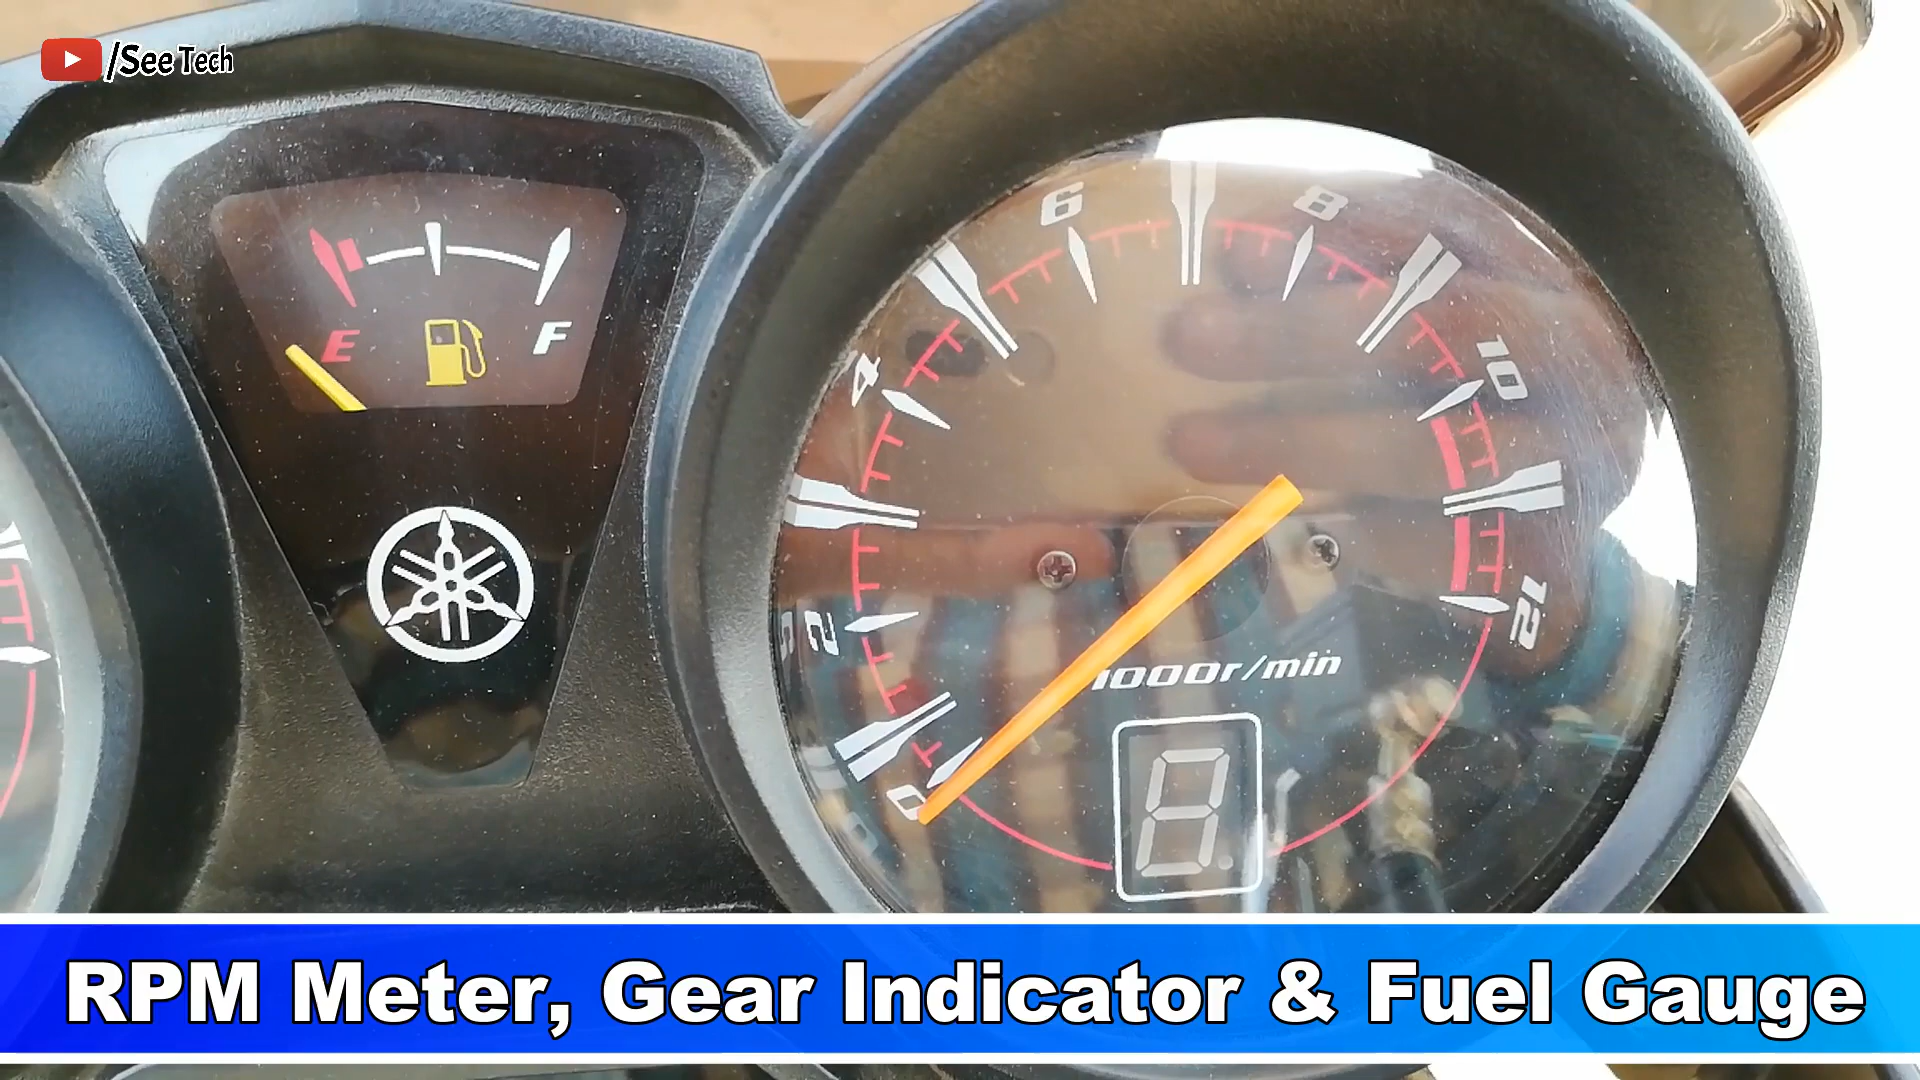 /See Tech
E
F
0
2
4
6
8
10
12
1000r/min
8.
RPM Meter, Gear Indicator & Fuel Gauge